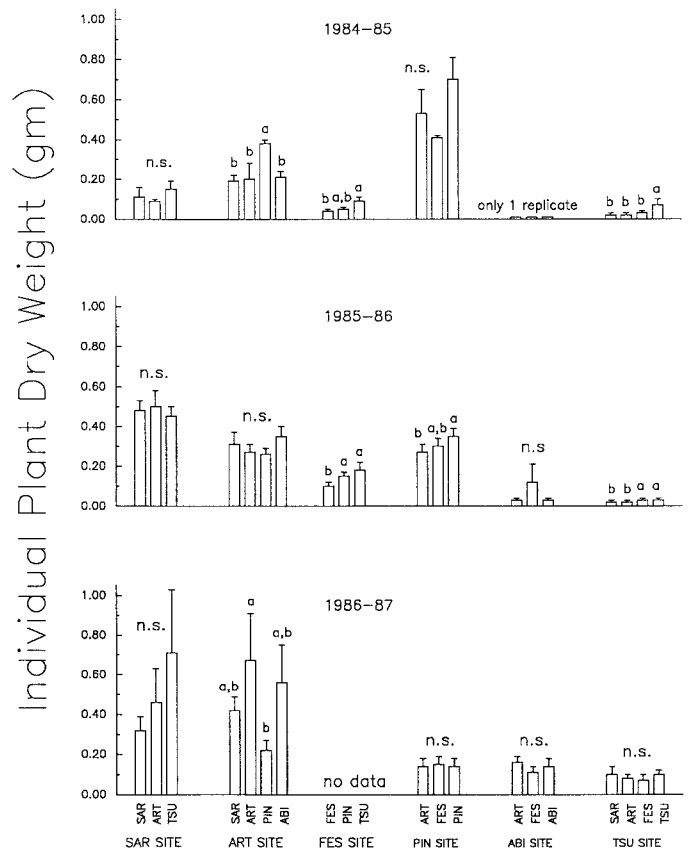 Individual Plant Dry Weight (gm)
1984-85
1.00
0.80
0.60
0.40
0.20
0.00
n.s.
b b a b
b a,b a
n.s.
only 1 replicate
b b b a
1985-86
1.00
0.80
0.60
0.40
0.20
0.00
n.s.
n.s.
b a a
b a,b a
n.s
b b a a
1986-87
1.00
0.80
0.60
0.40
0.20
0.00
n.s.
a,b a b a,b
no data
n.s.
n.s.
n.s.
SAR ART TSU
SAR ART PIN ABI
FES PIN TSU
ART FES PIN
ART FES ABI
SAR ART FES TSU
SAR SITE ART SITE FES SITE PIN SITE ABI SITE TSU SITE